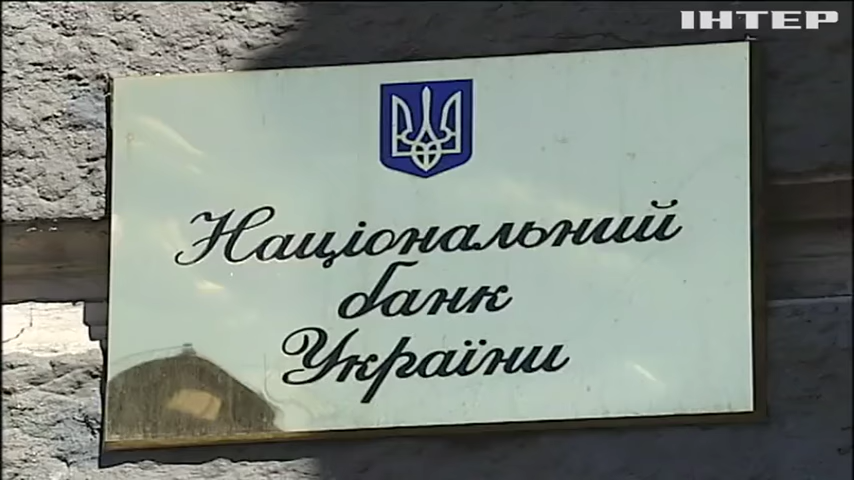 ІНТЕР
Національний
банк
України